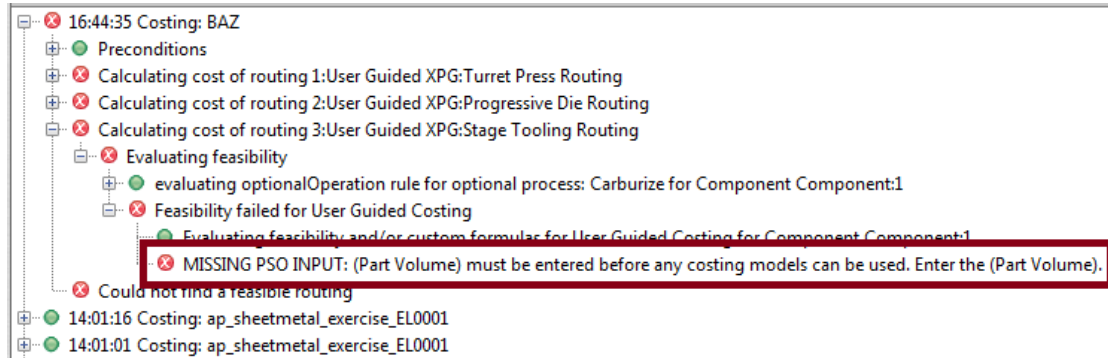 16:44:35 Costing: BAZ
Preconditions
Calculating cost of routing 1:User Guided XPG:Turret Press Routing
Calculating cost of routing 2:User Guided XPG:Progressive Die Routing
Calculating cost of routing 3:User Guided XPG:Stage Tooling Routing
Evaluating feasibility
evaluating optionalOperation rule for optional process: Carburize for Component Component:1
Feasibility failed for User Guided Costing
Evaluating feasibility and/or custom formulas for User Guided Costing for Component Component:1
MISSING PSO INPUT: (Part Volume) must be entered before any costing models can be used. Enter the (Part Volume).
Could not find a feasible routing
14:01:16 Costing: ap_sheetmetal_exercise_EL0001
14:01:01 Costing: ap_sheetmetal_exercise_EL0001